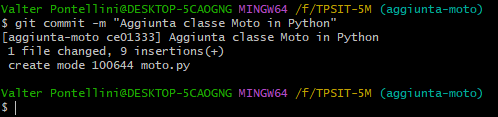 Valter Pontellini@DESKTOP-5CAOGNG MINGW64 /f/TPSIT-5M (aggiunta-moto)
$ git commit -m "Aggiunta classe Moto in Python"
[aggiunta-moto ce01333] Aggiunta classe Moto in Python
 1 file changed, 9 insertions(+)
 create mode 100644 moto.py
Valter Pontellini@DESKTOP-5CAOGNG MINGW64 /f/TPSIT-5M (aggiunta-moto)
$